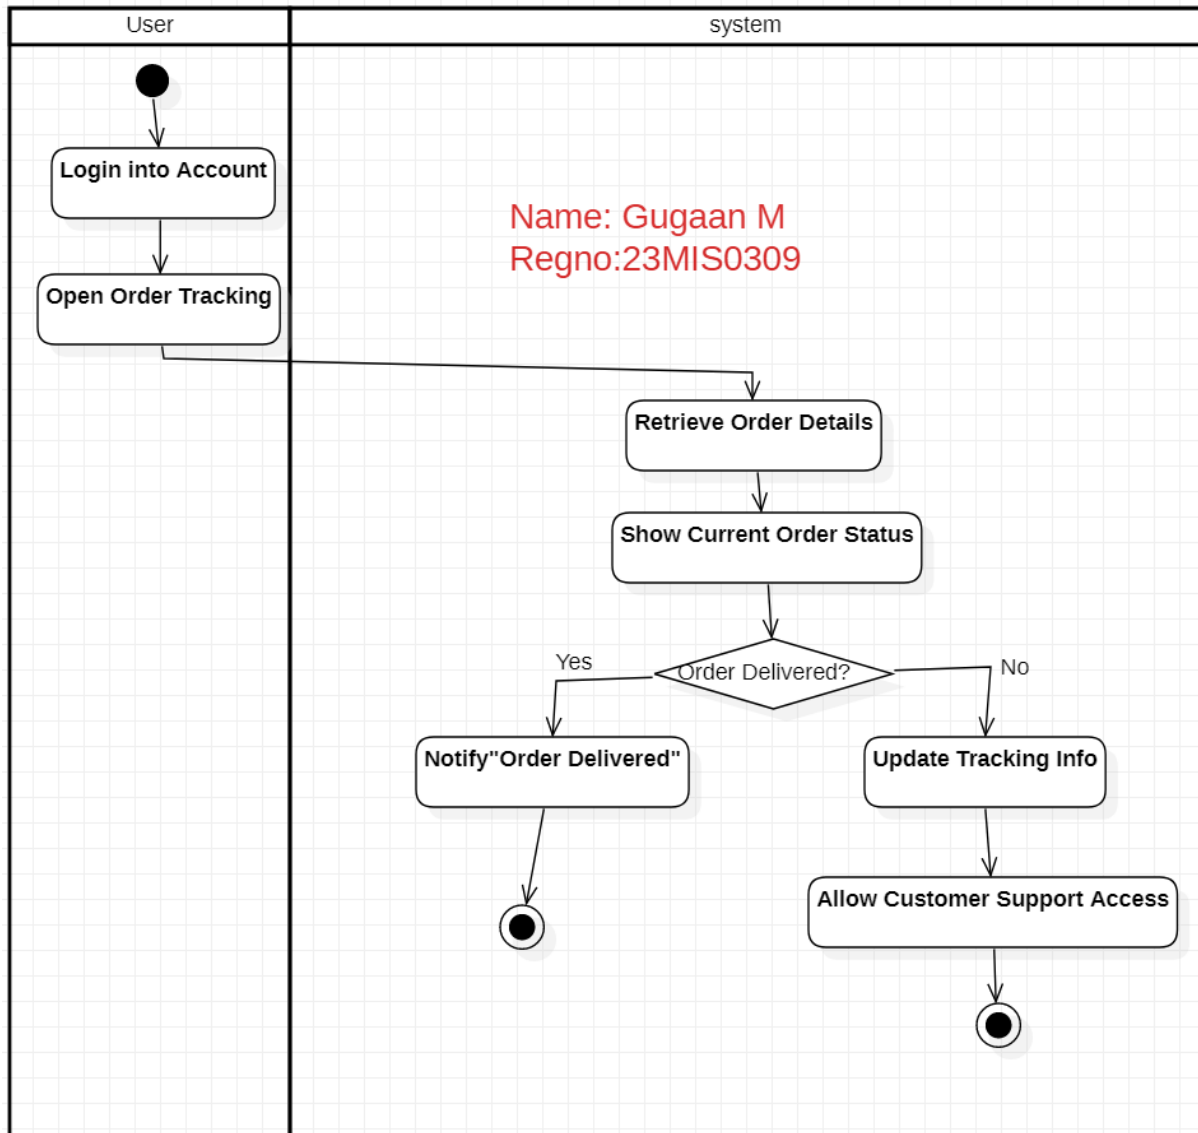 User
system
Login into Account
Name: Gugaan M
Regno:23MIS0309
Open Order Tracking
Retrieve Order Details
Show Current Order Status
Order Delivered?
Yes
No
Notify"Order Delivered"
Update Tracking Info
Allow Customer Support Access